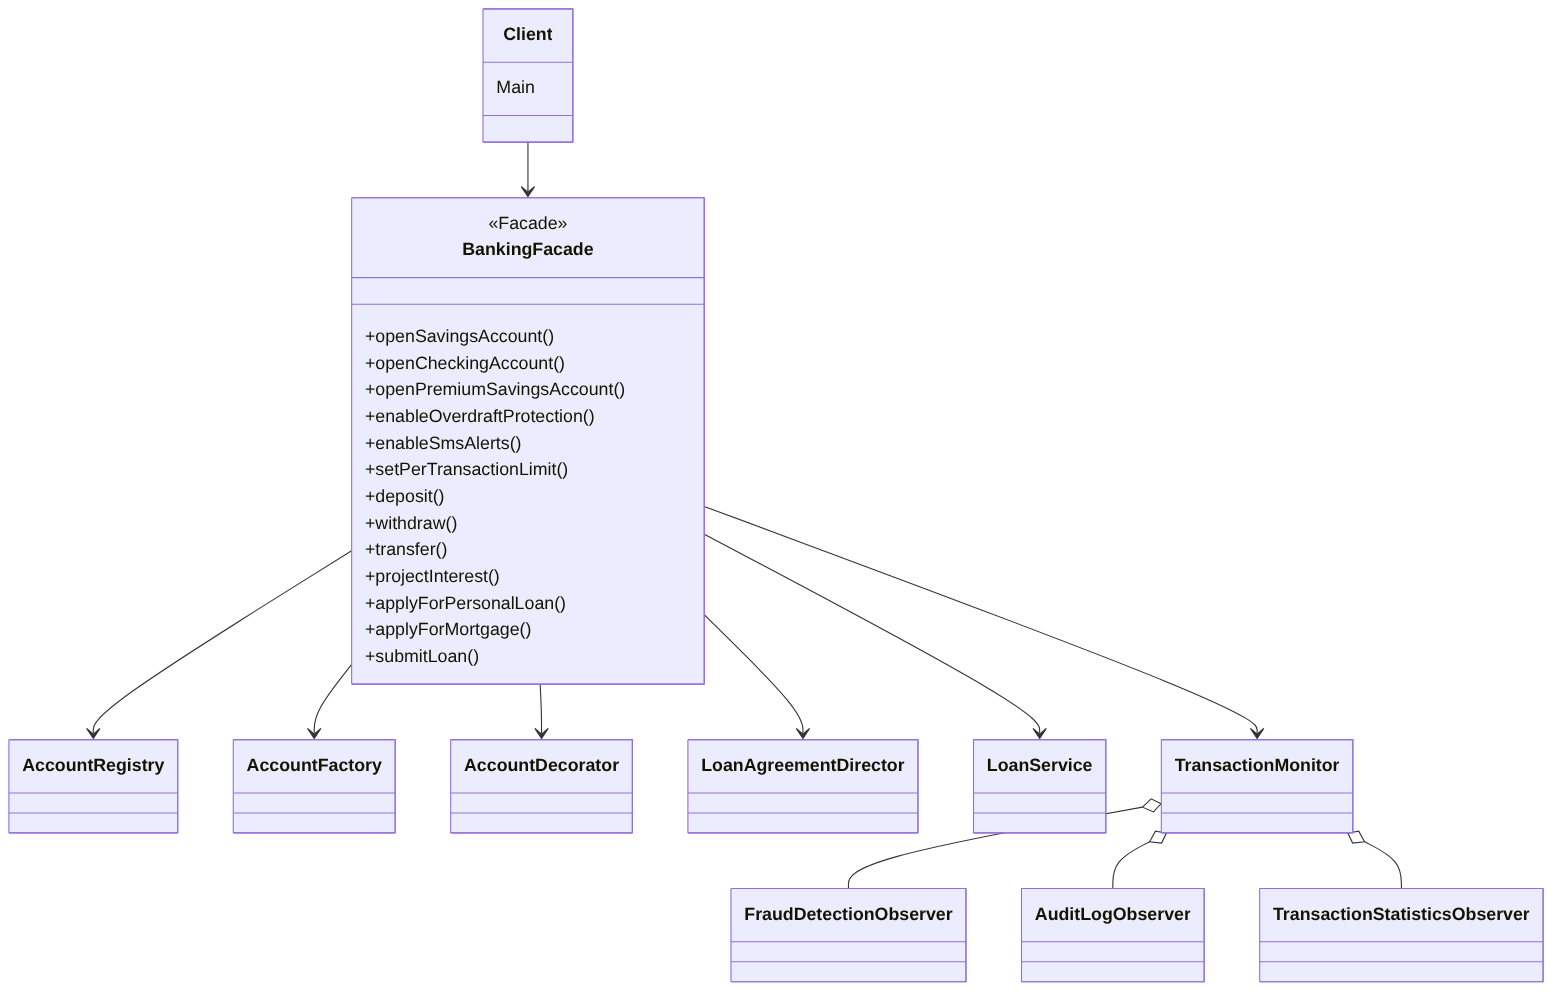 Client
Main
«Facade»
BankingFacade
+openSavingsAccount()
+openCheckingAccount()
+openPremiumSavingsAccount()
+enableOverdraftProtection()
+enableSmsAlerts()
+setPerTransactionLimit()
+deposit()
+withdraw()
+transfer()
+projectInterest()
+applyForPersonalLoan()
+applyForMortgage()
+submitLoan()
AccountRegistry
AccountFactory
AccountDecorator
LoanAgreementDirector
LoanService
TransactionMonitor
FraudDetectionObserver
AuditLogObserver
TransactionStatisticsObserver